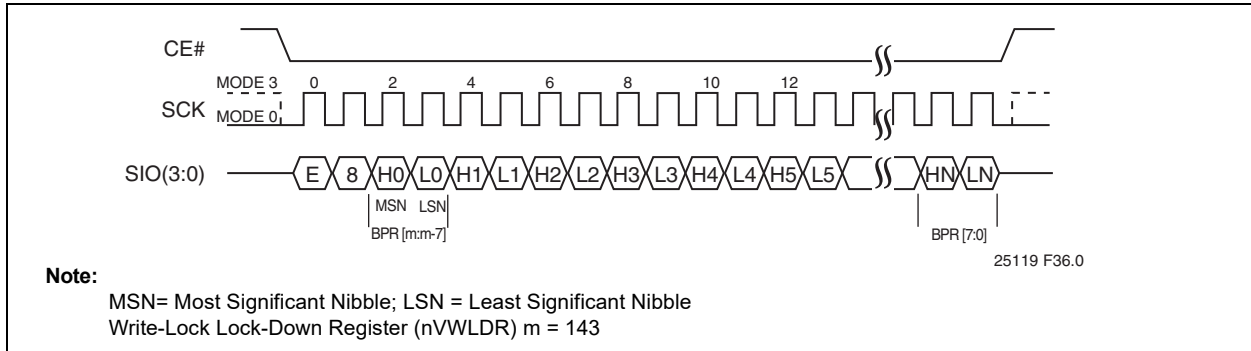 CE#
MODE 3 0 2 4 6 8 10 12
SCK
MODE 0
SIO(3:0) E 8 H0 L0 H1 L1 H2 L2 H3 L3 H4 L4 H5 L5 HN LN
MSN LSN
BPR [m:m-7] BPR [7:0]
25119 F36.0
Note:
MSN= Most Significant Nibble; LSN = Least Significant Nibble
Write-Lock Lock-Down Register (nVWLDR) m = 143